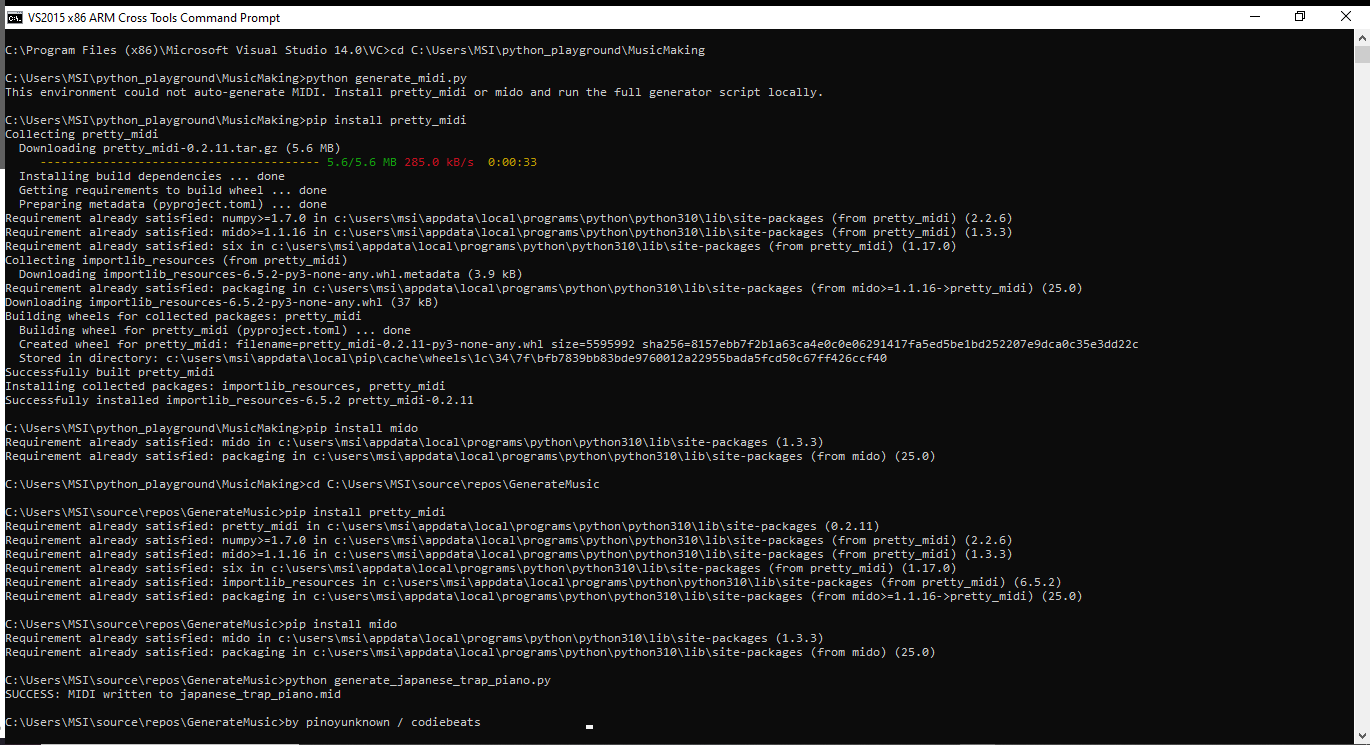 VS2015 x86 ARM Cross Tools Command Prompt
C:\Program Files (x86)\Microsoft Visual Studio 14.0\VC>cd C:\Users\MSI\python_playground\MusicMaking
C:\Users\MSI\python_playground\MusicMaking>python generate_midi.py
This environment could not auto-generate MIDI. Install pretty_midi or mido and run the full generator script locally.
C:\Users\MSI\python_playground\MusicMaking>pip install pretty_midi
Collecting pretty_midi
  Downloading pretty_midi-0.2.11.tar.gz (5.6 MB)
     ---------------------------------------- 5.6/5.6 MB 285.0 kB/s  0:00:33
  Installing build dependencies ... done
  Getting requirements to build wheel ... done
  Preparing metadata (pyproject.toml) ... done
Requirement already satisfied: numpy>=1.7.0 in c:\users\msi\appdata\local\programs\python\python310\lib\site-packages (from pretty_midi) (2.2.6)
Requirement already satisfied: mido>=1.1.16 in c:\users\msi\appdata\local\programs\python\python310\lib\site-packages (from pretty_midi) (1.3.3)
Requirement already satisfied: six in c:\users\msi\appdata\local\programs\python\python310\lib\site-packages (from pretty_midi) (1.17.0)
Collecting importlib_resources (from pretty_midi)
  Downloading importlib_resources-6.5.2-py3-none-any.whl.metadata (3.9 kB)
Requirement already satisfied: packaging in c:\users\msi\appdata\local\programs\python\python310\lib\site-packages (from mido>=1.1.16->pretty_midi) (25.0)
Downloading importlib_resources-6.5.2-py3-none-any.whl (37 kB)
Building wheels for collected packages: pretty_midi
  Building wheel for pretty_midi (pyproject.toml) ... done
  Created wheel for pretty_midi: filename=pretty_midi-0.2.11-py3-none-any.whl size=5595992 sha256=8157ebb7f2b1a63ca4e0c0e06291417fa5ed5be1bd252207e9dca0c35e3dd22c
  Stored in directory: c:\users\msi\appdata\local\pip\cache\wheels\1c\34\7f\bfb7839bb83bde9760012a22955bada5fcd50c67ff426ccf40
Successfully built pretty_midi
Installing collected packages: importlib_resources, pretty_midi
Successfully installed importlib_resources-6.5.2 pretty_midi-0.2.11
C:\Users\MSI\python_playground\MusicMaking>pip install mido
Requirement already satisfied: mido in c:\users\msi\appdata\local\programs\python\python310\lib\site-packages (1.3.3)
Requirement already satisfied: packaging in c:\users\msi\appdata\local\programs\python\python310\lib\site-packages (from mido) (25.0)
C:\Users\MSI\python_playground\MusicMaking>cd C:\Users\MSI\source\repos\GenerateMusic
C:\Users\MSI\source\repos\GenerateMusic>pip install pretty_midi
Requirement already satisfied: pretty_midi in c:\users\msi\appdata\local\programs\python\python310\lib\site-packages (0.2.11)
Requirement already satisfied: numpy>=1.7.0 in c:\users\msi\appdata\local\programs\python\python310\lib\site-packages (from pretty_midi) (2.2.6)
Requirement already satisfied: mido>=1.1.16 in c:\users\msi\appdata\local\programs\python\python310\lib\site-packages (from pretty_midi) (1.3.3)
Requirement already satisfied: six in c:\users\msi\appdata\local\programs\python\python310\lib\site-packages (from pretty_midi) (1.17.0)
Requirement already satisfied: importlib_resources in c:\users\msi\appdata\local\programs\python\python310\lib\site-packages (from pretty_midi) (6.5.2)
Requirement already satisfied: packaging in c:\users\msi\appdata\local\programs\python\python310\lib\site-packages (from mido>=1.1.16->pretty_midi) (25.0)
C:\Users\MSI\source\repos\GenerateMusic>pip install mido
Requirement already satisfied: mido in c:\users\msi\appdata\local\programs\python\python310\lib\site-packages (1.3.3)
Requirement already satisfied: packaging in c:\users\msi\appdata\local\programs\python\python310\lib\site-packages (from mido) (25.0)
C:\Users\MSI\source\repos\GenerateMusic>python generate_japanese_trap_piano.py
SUCCESS: MIDI written to japanese_trap_piano.mid
C:\Users\MSI\source\repos\GenerateMusic>by pinoyunknown / codiebeats